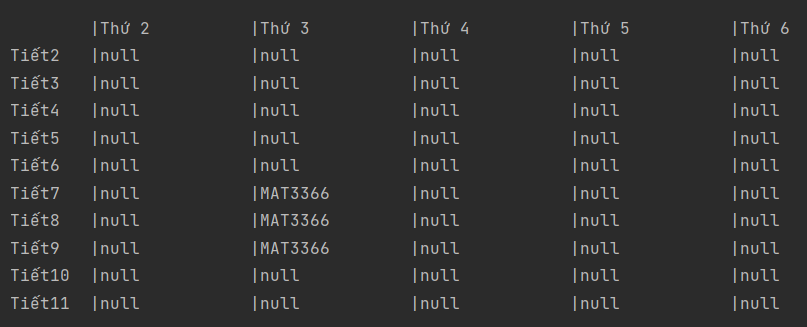 |Thứ 2 |Thứ 3 |Thứ 4 |Thứ 5 |Thứ 6
Tiết2 |null |null |null |null |null
Tiết3 |null |null |null |null |null
Tiết4 |null |null |null |null |null
Tiết5 |null |null |null |null |null
Tiết6 |null |null |null |null |null
Tiết7 |null |MAT3366 |null |null |null
Tiết8 |null |MAT3366 |null |null |null
Tiết9 |null |MAT3366 |null |null |null
Tiết10 |null |null |null |null |null
Tiết11 |null |null |null |null |null